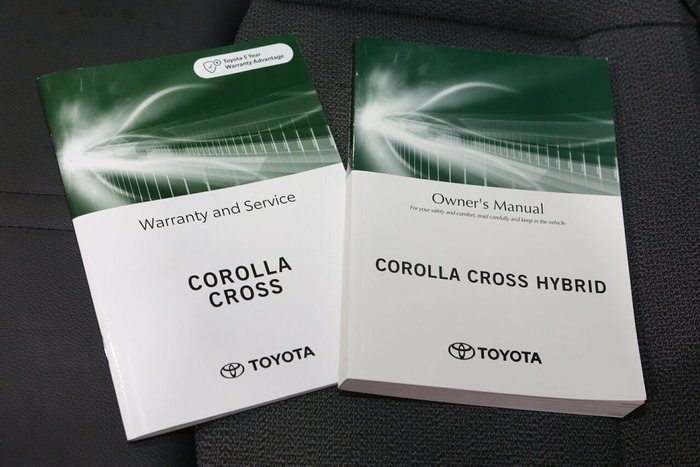 Toyota 5 Year
Warranty Advantage
Warranty and Service
COROLLA
CROSS
TOYOTA
Owner's Manual
For your safety and comfort, read carefully and keep in the vehicle.
COROLLA CROSS HYBRID
TOYOTA